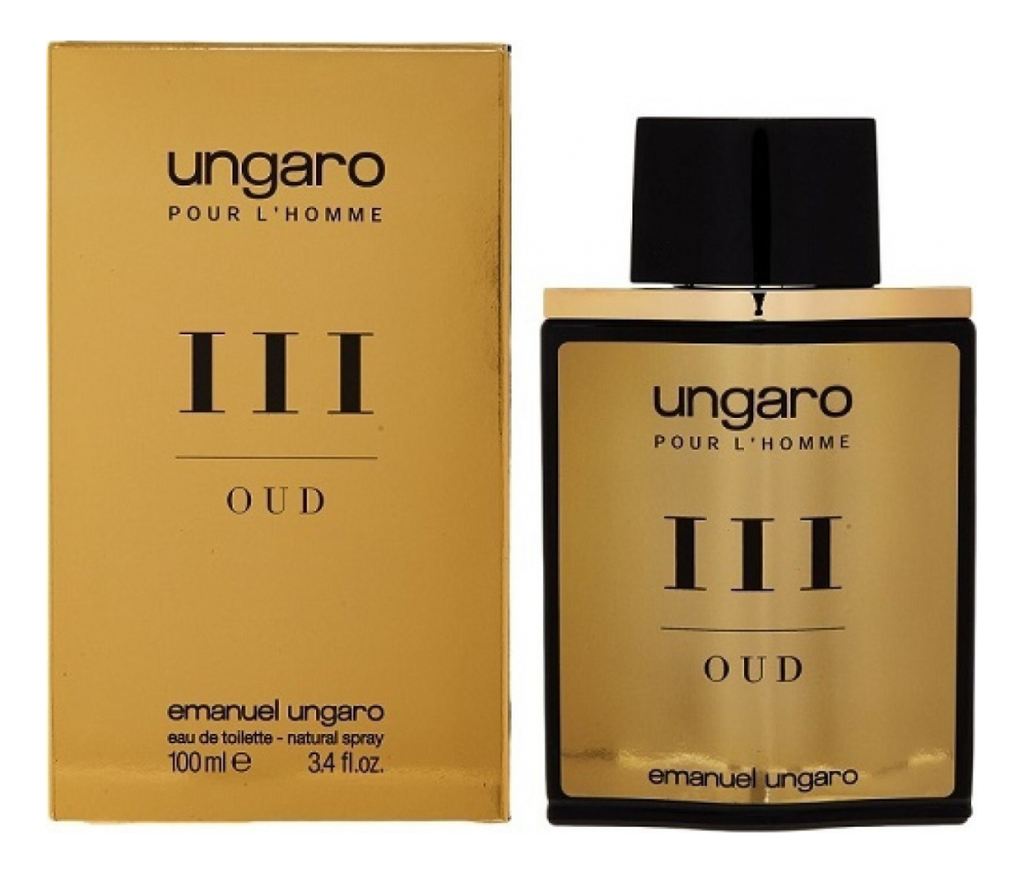 ungaro
POUR L'HOMME
III
OUD
emanuel ungaro
eau de toilette - natural spray
100 ml ℮ 3.4 fl.oz.
ungaro
POUR L'HOMME
III
OUD
emanuel ungaro